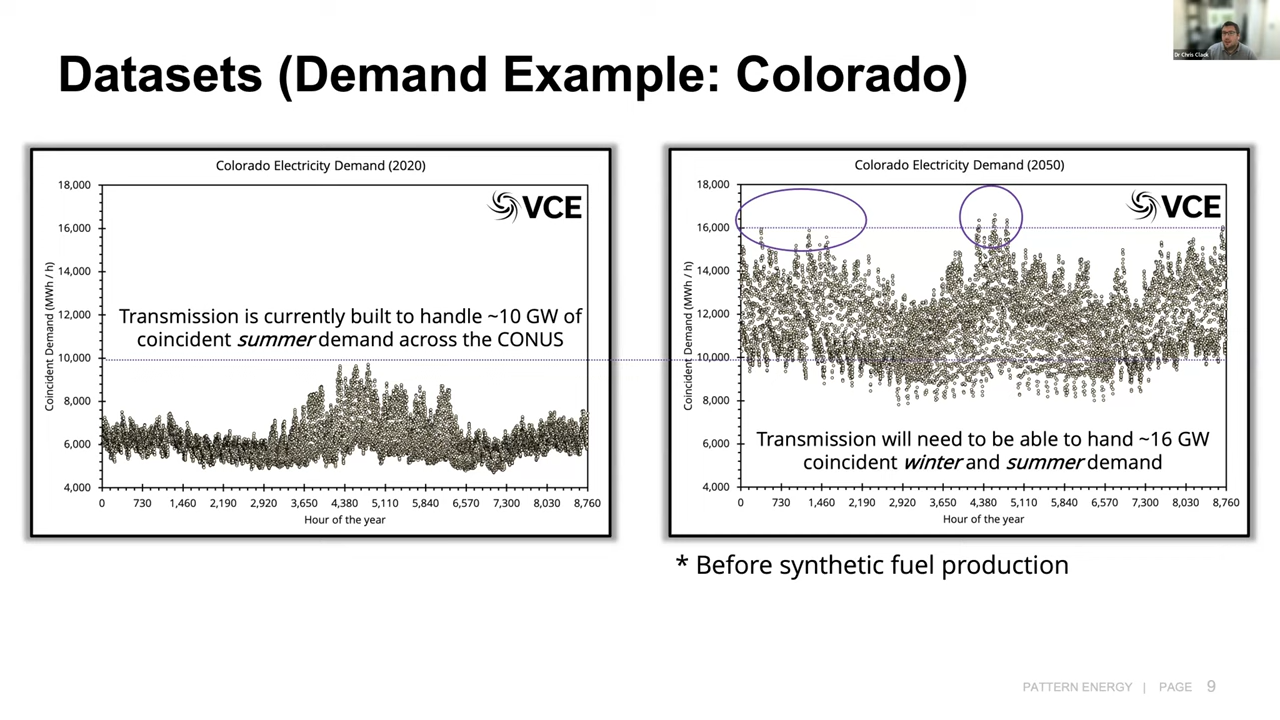 Dr Chris Clack
Datasets (Demand Example: Colorado)
Colorado Electricity Demand (2020)
VCE
Coincident Demand (MWh / h)
18,000
16,000
14,000
12,000
10,000
8,000
6,000
4,000
Transmission is currently built to handle ~10 GW of
coincident summer demand across the CONUS
0 730 1,460 2,190 2,920 3,650 4,380 5,110 5,840 6,570 7,300 8,030 8,760
Hour of the year
Colorado Electricity Demand (2050)
VCE
Coincident Demand (MWh / h)
18,000
16,000
14,000
12,000
10,000
8,000
6,000
4,000
Transmission will need to be able to hand ~16 GW
coincident winter and summer demand
0 730 1,460 2,190 2,920 3,650 4,380 5,110 5,840 6,570 7,300 8,030 8,760
Hour of the year
* Before synthetic fuel production
PATTERN ENERGY | PAGE 9